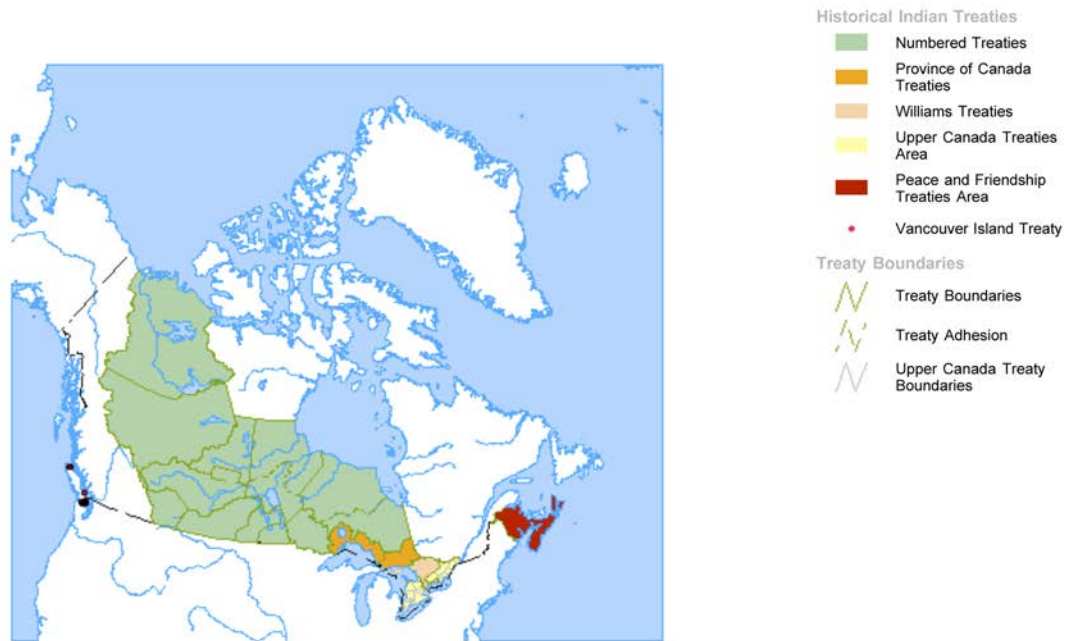 Historical Indian Treaties
Numbered Treaties
Province of Canada
Treaties
Williams Treaties
Upper Canada Treaties
Area
Peace and Friendship
Treaties Area
Vancouver Island Treaty
Treaty Boundaries
Treaty Boundaries
Treaty Adhesion
Upper Canada Treaty
Boundaries